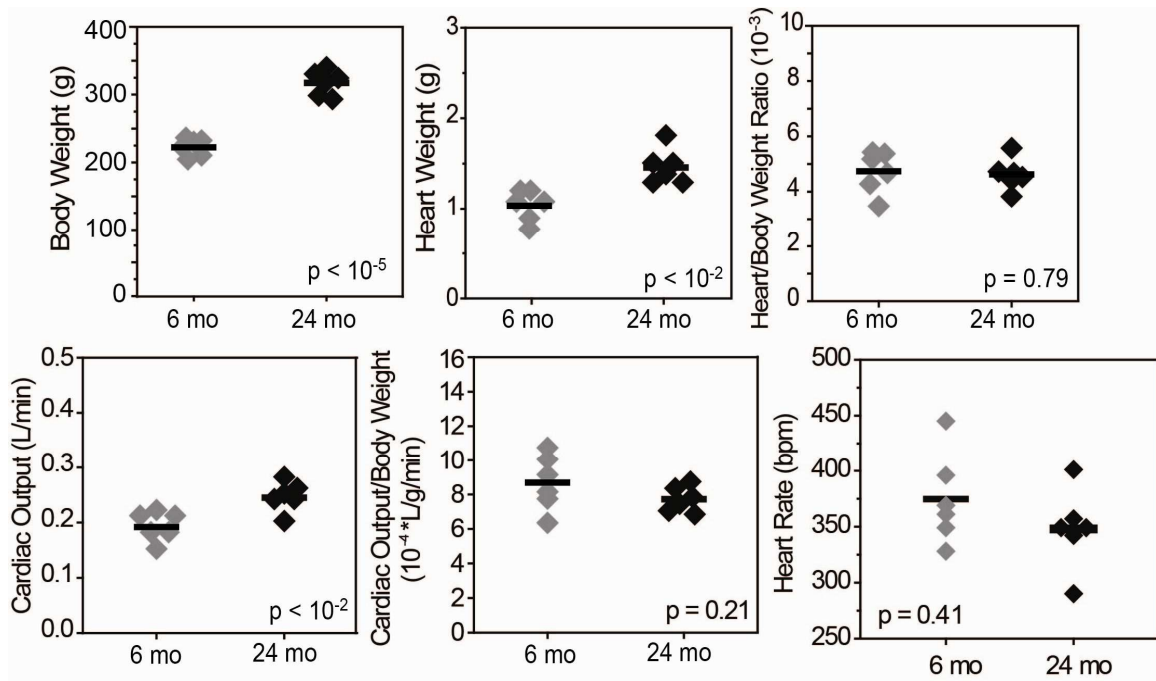 Body Weight (g)
400
300
200
100
0
p < 10⁻⁵
6 mo
24 mo
Heart Weight (g)
3
2
1
0
p < 10⁻²
6 mo
24 mo
Heart/Body Weight Ratio (10⁻³)
10
8
6
4
2
0
p = 0.79
6 mo
24 mo
Cardiac Output (L/min)
0.5
0.4
0.3
0.2
0.1
0.0
p < 10⁻²
6 mo
24 mo
Cardiac Output/Body Weight
(10⁻⁴*L/g/min)
16
14
12
10
8
6
4
2
0
p = 0.21
6 mo
24 mo
Heart Rate (bpm)
500
450
400
350
300
250
p = 0.41
6 mo
24 mo